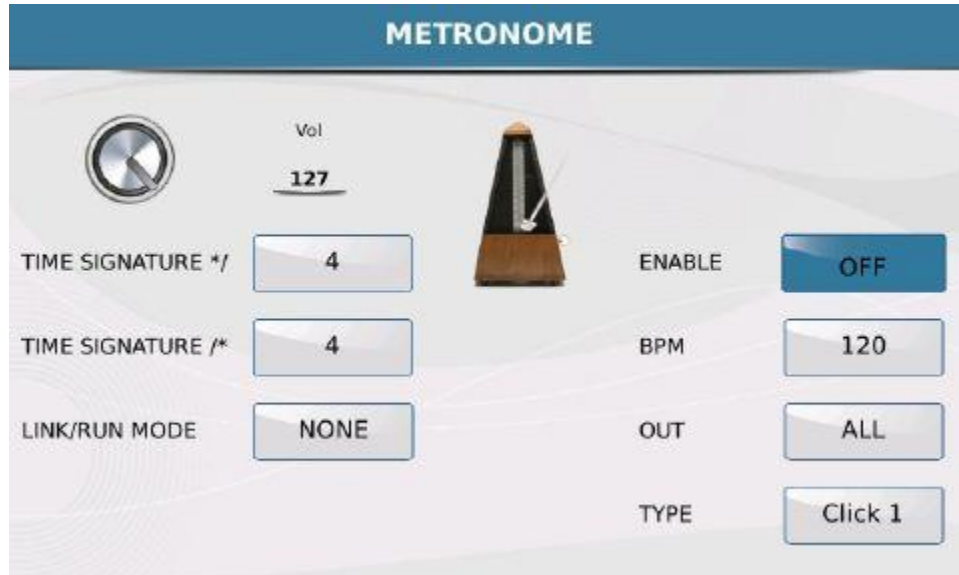 METRONOME
Vol
127
TIME SIGNATURE */ 4 ENABLE OFF
TIME SIGNATURE /* 4 BPM 120
LINK/RUN MODE NONE OUT ALL
TYPE Click 1